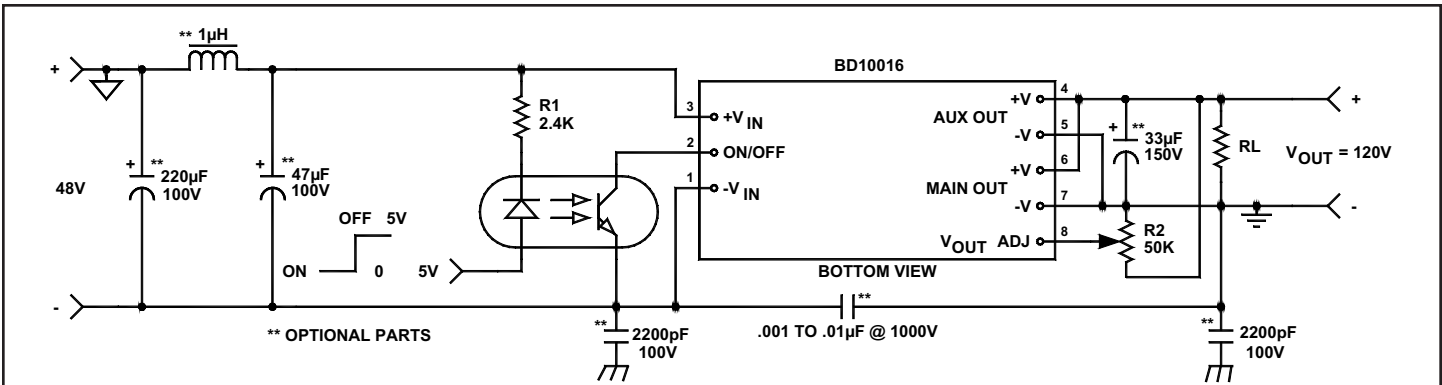 ** 1µH
BD10016
+
R1
2.4K
3
+V IN
2
ON/OFF
1
-V IN
+V
4
AUX OUT
-V
5
+V
6
MAIN OUT
-V
7
V OUT ADJ
8
BOTTOM VIEW
+
**
33µF
150V
RL
+
V OUT = 120V
-
R2
50K
48V
+
**
220µF
100V
+
**
47µF
100V
OFF 5V
ON 0 5V
-
** OPTIONAL PARTS
**
2200pF
100V
**
.001 TO .01µF @ 1000V
**
2200pF
100V